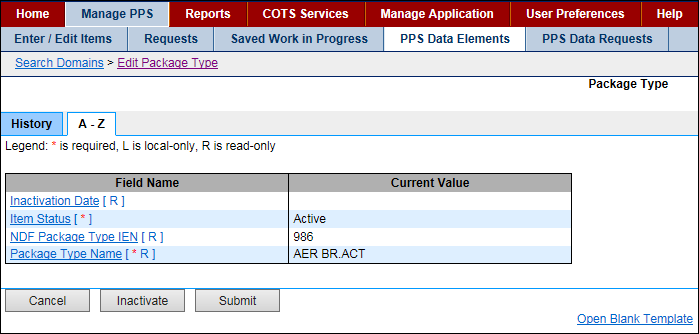 Home Manage PPS Reports COTS Services Manage Application User Preferences Help
Enter / Edit Items Requests Saved Work in Progress PPS Data Elements PPS Data Requests
Search Domains > Edit Package Type
Package Type
History A - Z
Legend: * is required, L is local-only, R is read-only
Field Name Current Value
Inactivation Date [ R ]
Item Status [ * ] Active
NDF Package Type IEN [ R ] 986
Package Type Name [ * R ] AER BR.ACT
Cancel Inactivate Submit
Open Blank Template